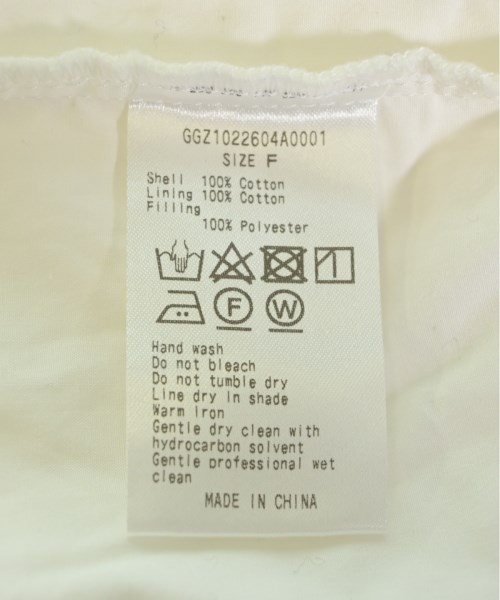 GGZ1022604A0001
SIZE F
Shell 100% Cotton
Lining 100% Cotton
Filling
100% Polyester
F W
Hand wash
Do not bleach
Do not tumble dry
Line dry in shade
Warm Iron
Gentle dry clean with
hydrocarbon solvent
Gentle professional wet
clean
MADE IN CHINA